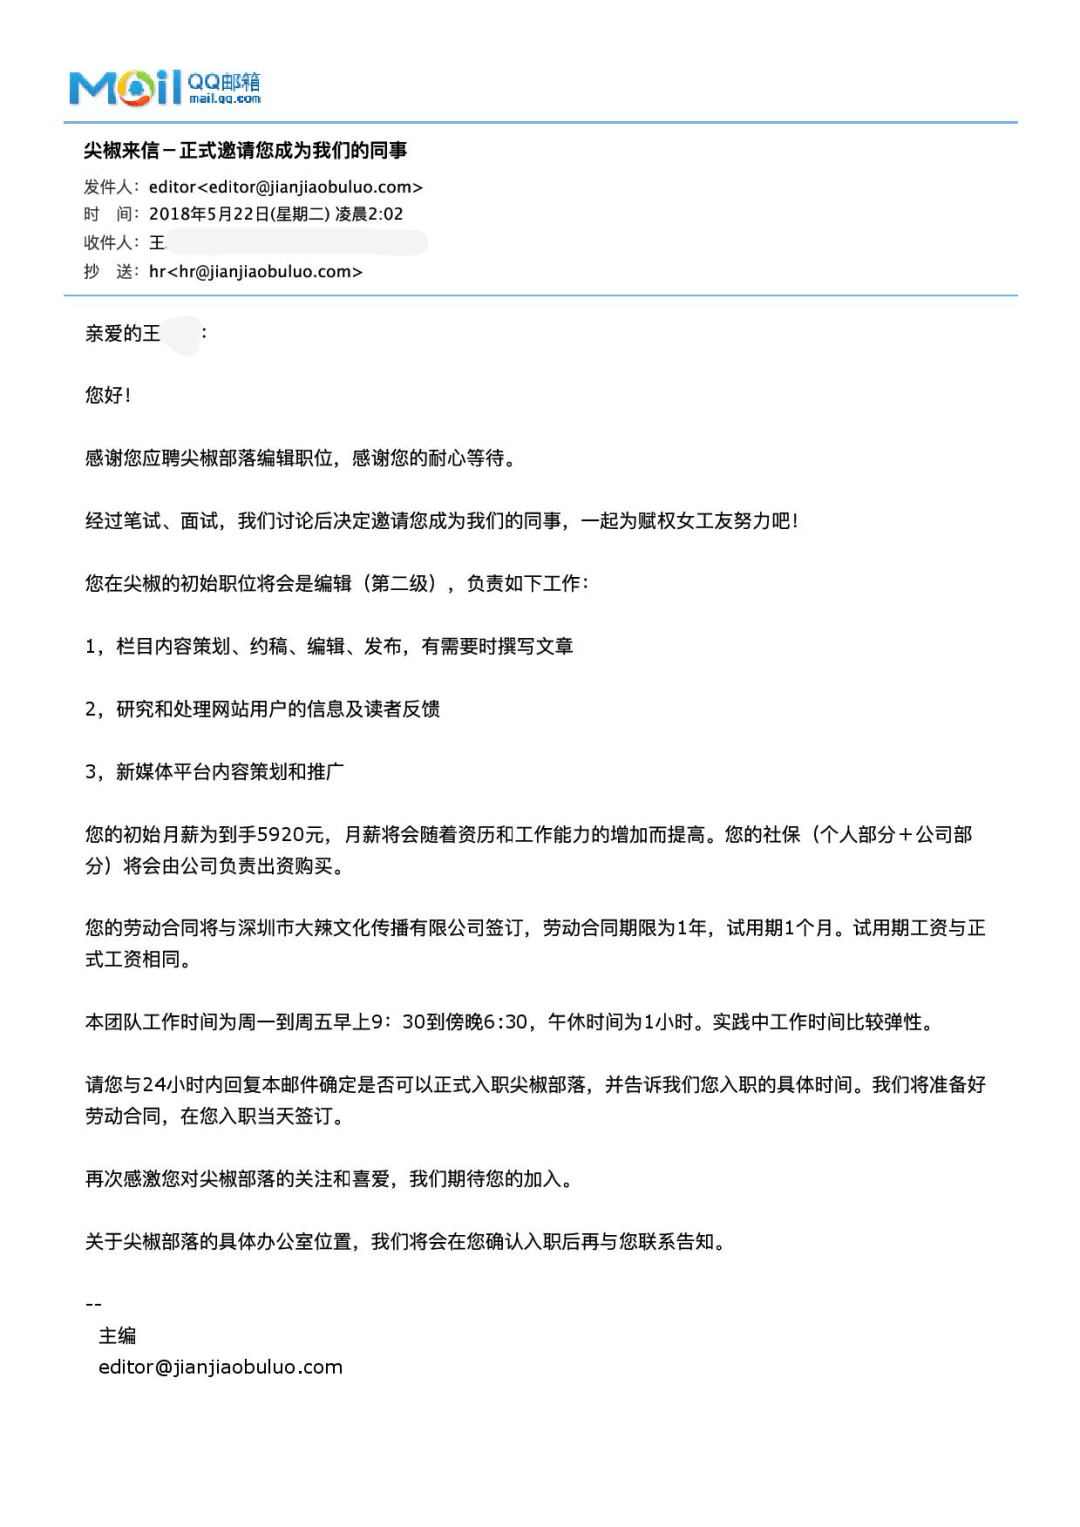 Mail QQ邮箱
mail.qq.com
尖椒来信－正式邀请您成为我们的同事
发件人：editor<editor@jianjiaobuluo.com>
时　间：2018年5月22日(星期二) 凌晨2:02
收件人：王
抄　送：hr<hr@jianjiaobuluo.com>
亲爱的王　　：
您好！
感谢您应聘尖椒部落编辑职位，感谢您的耐心等待。
经过笔试、面试，我们讨论后决定邀请您成为我们的同事，一起为赋权女工友努力吧！
您在尖椒的初始职位将会是编辑（第二级），负责如下工作：
1，栏目内容策划、约稿、编辑、发布，有需要时撰写文章
2，研究和处理网站用户的信息及读者反馈
3，新媒体平台内容策划和推广
您的初始月薪为到手5920元，月薪将会随着资历和工作能力的增加而提高。您的社保（个人部分＋公司部
分）将会由公司负责出资购买。
您的劳动合同将与深圳市大辣文化传播有限公司签订，劳动合同期限为1年，试用期1个月。试用期工资与正
式工资相同。
本团队工作时间为周一到周五早上9：30到傍晚6:30，午休时间为1小时。实践中工作时间比较弹性。
请您与24小时内回复本邮件确定是否可以正式入职尖椒部落，并告诉我们您入职的具体时间。我们将准备好
劳动合同，在您入职当天签订。
再次感激您对尖椒部落的关注和喜爱，我们期待您的加入。
关于尖椒部落的具体办公室位置，我们将会在您确认入职后再与您联系告知。
--
主编
editor@jianjiaobuluo.com